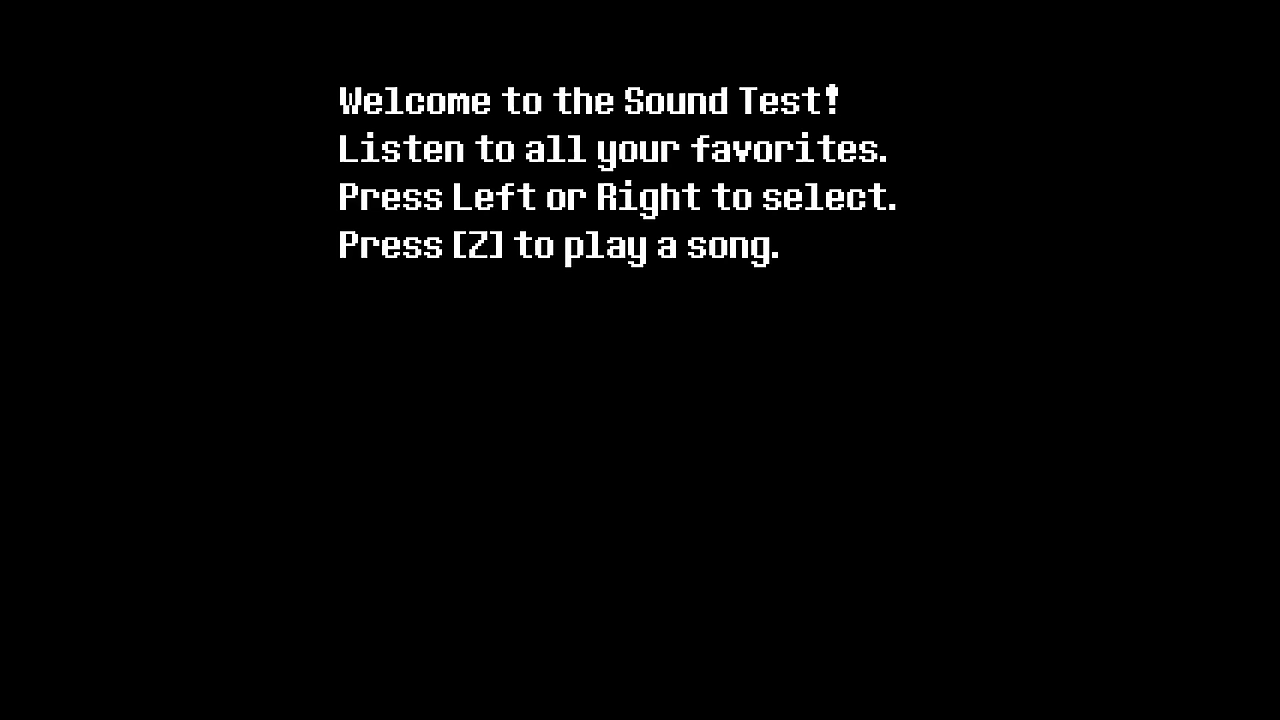 Welcome to the Sound Test!
Listen to all your favorites.
Press Left or Right to select.
Press [Z] to play a song.